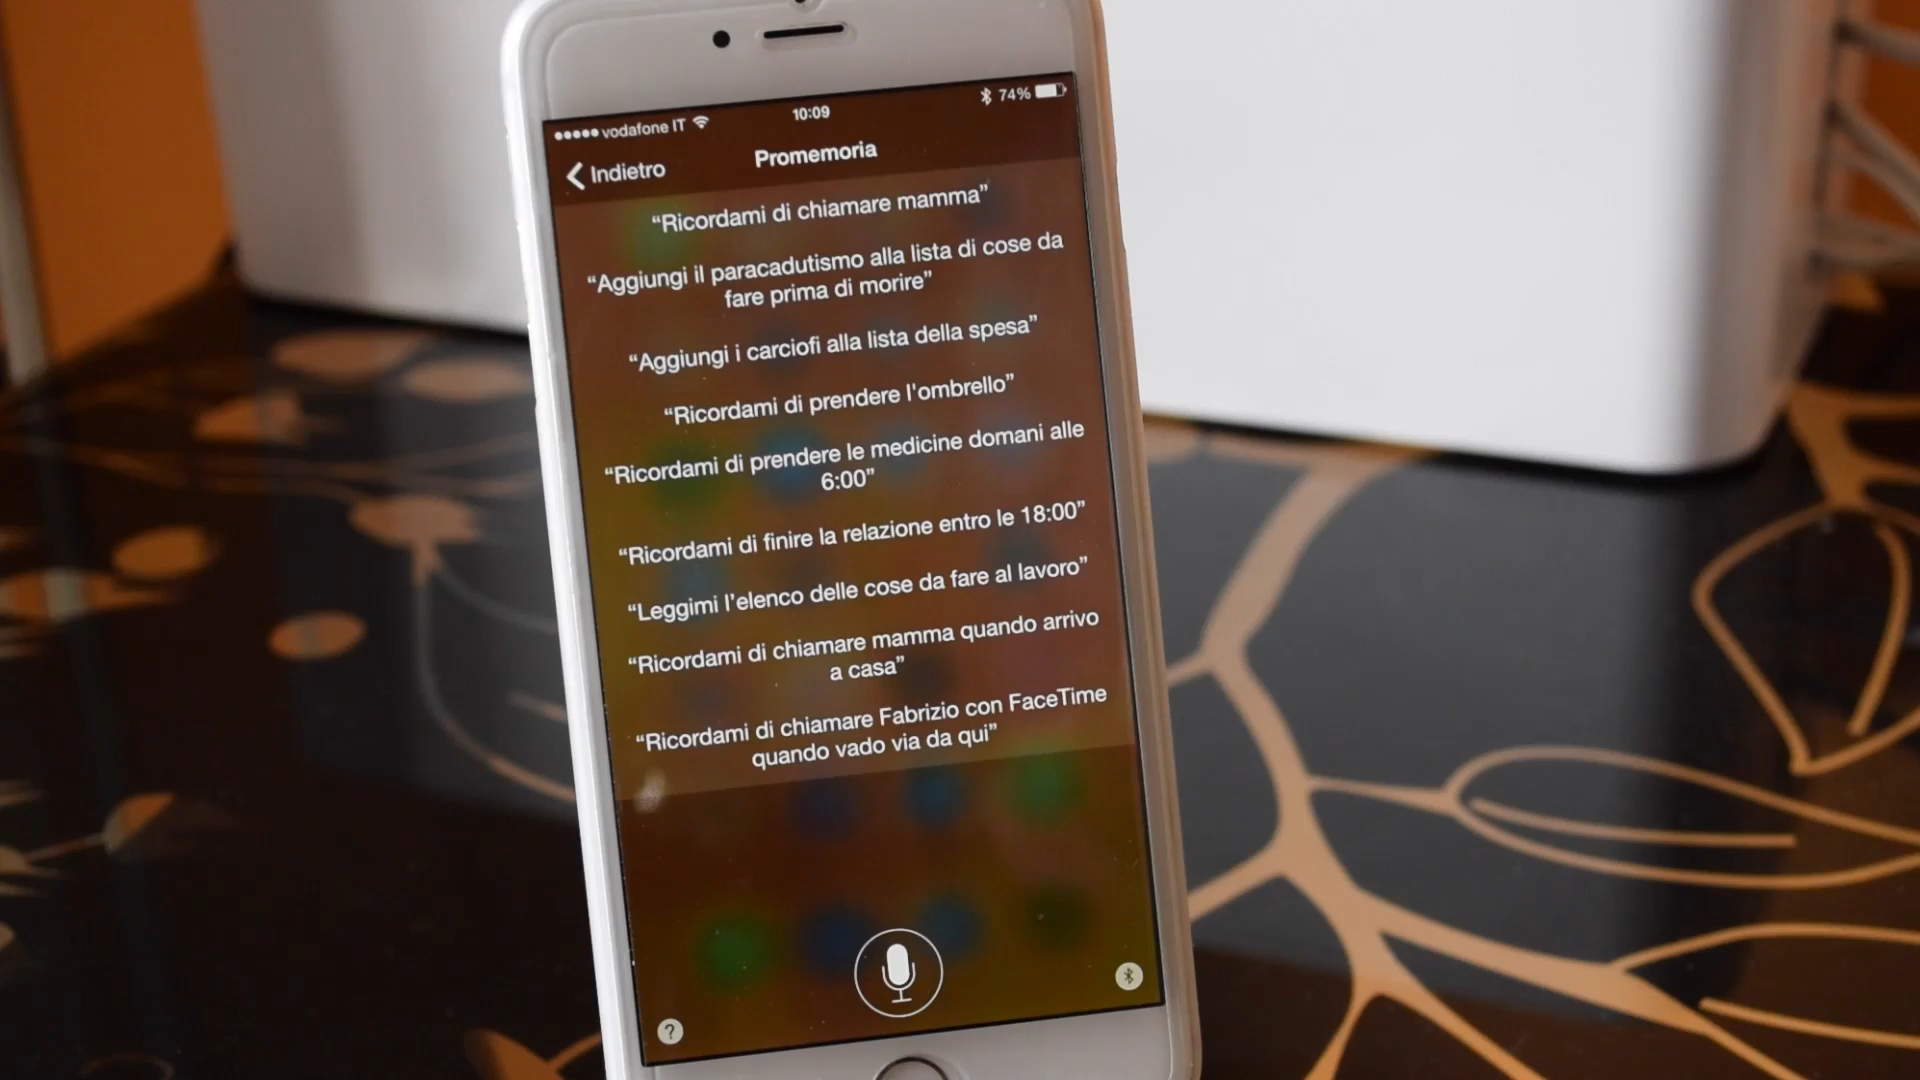 vodafone IT
10:09
74%
Indietro
Promemoria
“Ricordami di chiamare mamma”
“Aggiungi il paracadutismo alla lista di cose da
fare prima di morire”
“Aggiungi i carciofi alla lista della spesa”
“Ricordami di prendere l'ombrello”
“Ricordami di prendere le medicine domani alle
6:00”
“Ricordami di finire la relazione entro le 18:00”
“Leggimi l’elenco delle cose da fare al lavoro”
“Ricordami di chiamare mamma quando arrivo
a casa”
“Ricordami di chiamare Fabrizio con FaceTime
quando vado via da qui”
?